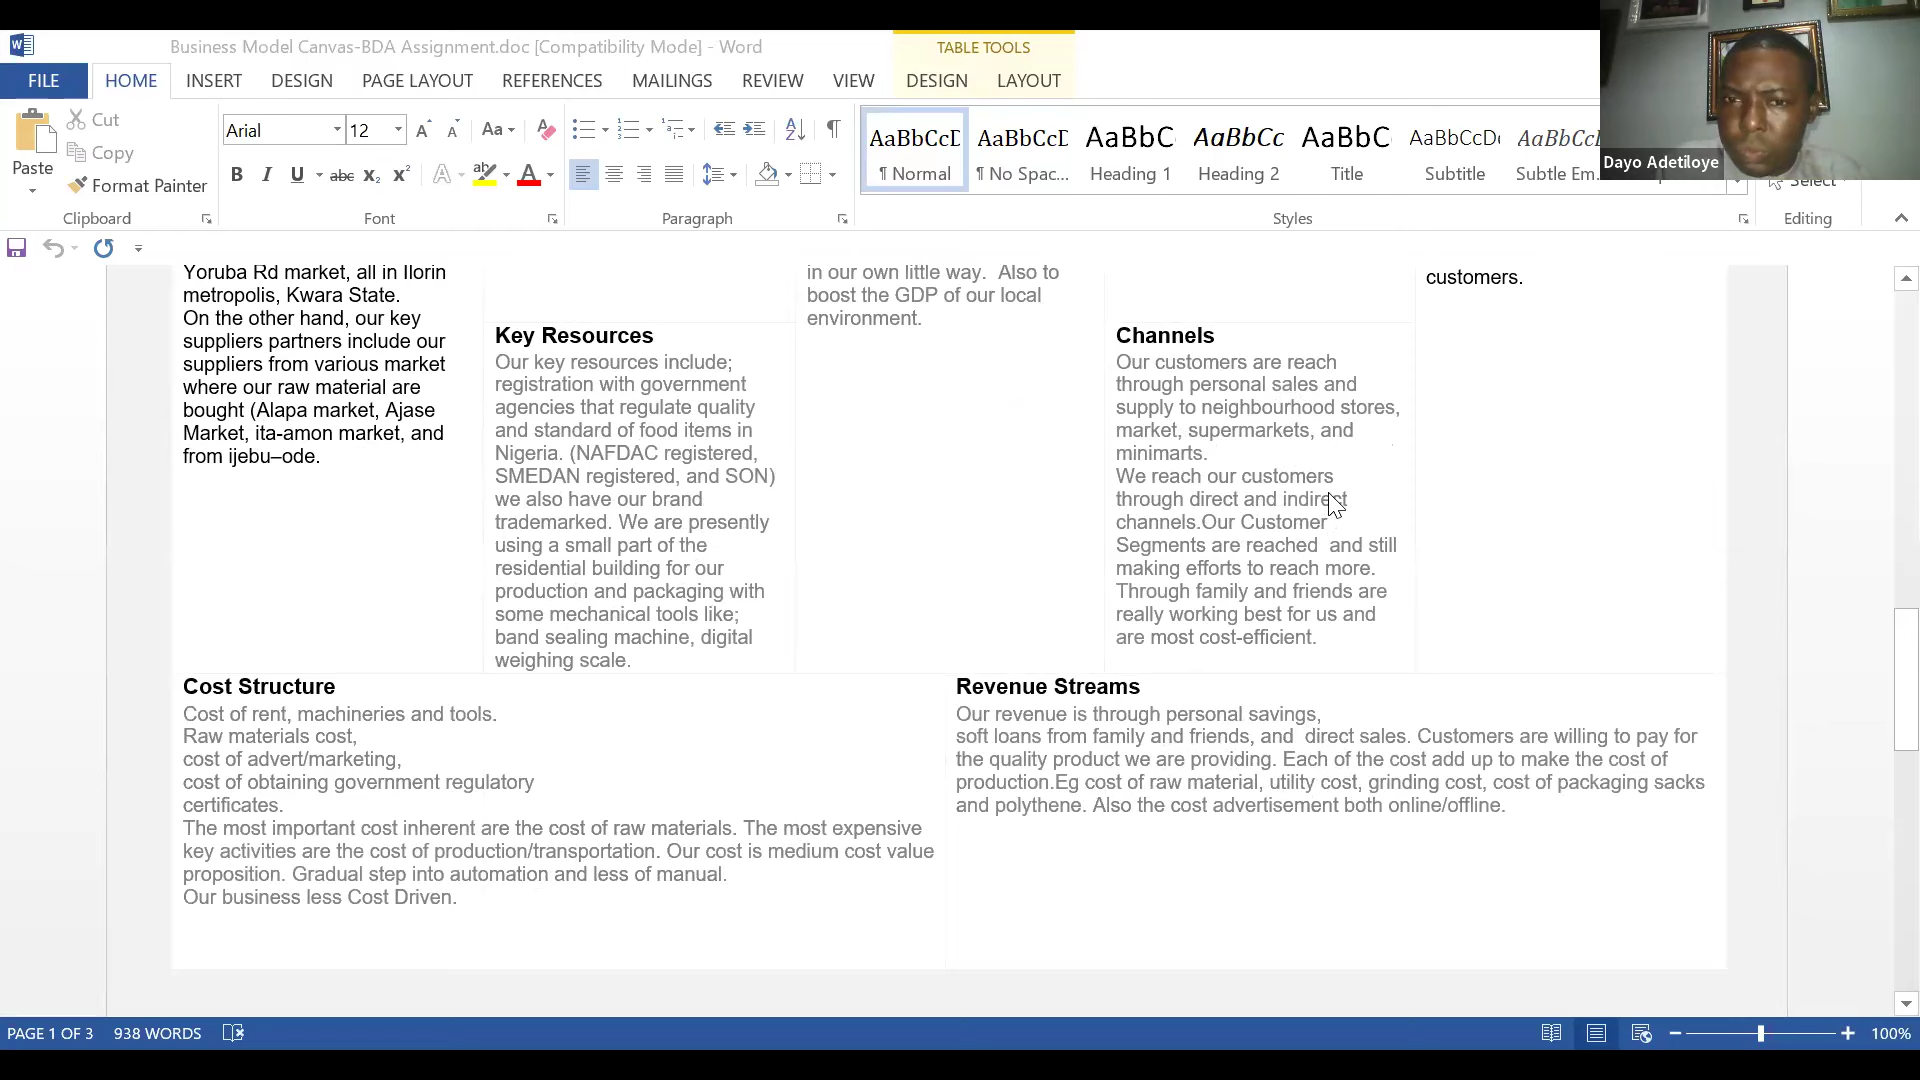 Business Model Canvas-BDA Assignment.doc [Compatibility Mode] - Word
TABLE TOOLS
FILE HOME INSERT DESIGN PAGE LAYOUT REFERENCES MAILINGS REVIEW VIEW DESIGN LAYOUT
Dayo Adetiloye
Paste
Cut
Copy
Format Painter
Clipboard
Arial 12
Font
Paragraph
AaBbCcD AaBbCcD AaBbC AaBbCc AaBbC AaBbCcDc AaBbCcD
¶ Normal ¶ No Spac... Heading 1 Heading 2 Title Subtitle Subtle Em...
Styles
Select
Editing
Yoruba Rd market, all in Ilorin
metropolis, Kwara State.
On the other hand, our key
suppliers partners include our
suppliers from various market
where our raw material are
bought (Alapa market, Ajase
Market, ita-amon market, and
from ijebu–ode.
Key Resources
Our key resources include;
registration with government
agencies that regulate quality
and standard of food items in
Nigeria. (NAFDAC registered,
SMEDAN registered, and SON)
we also have our brand
trademarked. We are presently
using a small part of the
residential building for our
production and packaging with
some mechanical tools like;
band sealing machine, digital
weighing scale.
in our own little way.  Also to
boost the GDP of our local
environment.
Channels
Our customers are reach
through personal sales and
supply to neighbourhood stores,
market, supermarkets, and
minimarts.
We reach our customers
through direct and indirect
channels.Our Customer
Segments are reached  and still
making efforts to reach more.
Through family and friends are
really working best for us and
are most cost-efficient.
customers.
Cost Structure
Cost of rent, machineries and tools.
Raw materials cost,
cost of advert/marketing,
cost of obtaining government regulatory
certificates.
The most important cost inherent are the cost of raw materials. The most expensive
key activities are the cost of production/transportation. Our cost is medium cost value
proposition. Gradual step into automation and less of manual.
Our business less Cost Driven.
Revenue Streams
Our revenue is through personal savings,
soft loans from family and friends, and  direct sales. Customers are willing to pay for
the quality product we are providing. Each of the cost add up to make the cost of
production.Eg cost of raw material, utility cost, grinding cost, cost of packaging sacks
and polythene. Also the cost advertisement both online/offline.
PAGE 1 OF 3 938 WORDS
100%